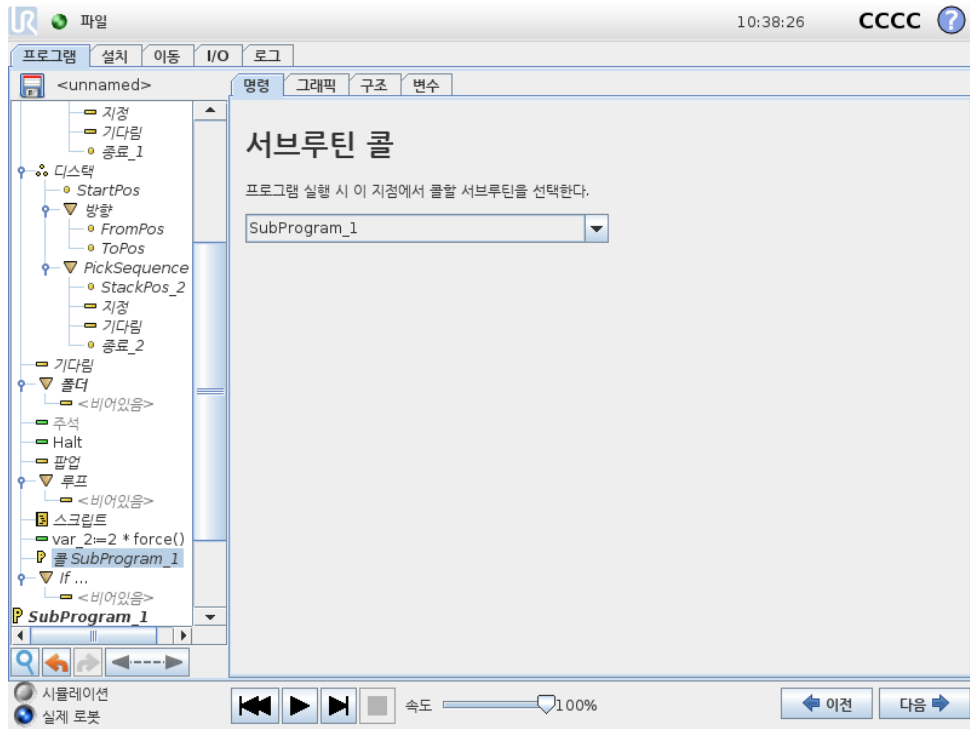 UR 파일 10:38:26 CCCC ?
프로그램 설치 이동 I/O 로그
<unnamed>
명령 그래픽 구조 변수
지정
기다림
종료_1
디스택
StartPos
방향
FromPos
ToPos
PickSequence
StackPos_2
지정
기다림
종료_2
기다림
폴더
<비어있음>
주석
Halt
팝업
루프
<비어있음>
스크립트
var_2:=2 * force()
콜 SubProgram_1
If ...
<비어있음>
SubProgram_1
서브루틴 콜
프로그램 실행 시 이 지점에서 콜할 서브루틴을 선택한다.
SubProgram_1
시뮬레이션
실제 로봇
속도 100%
이전 다음